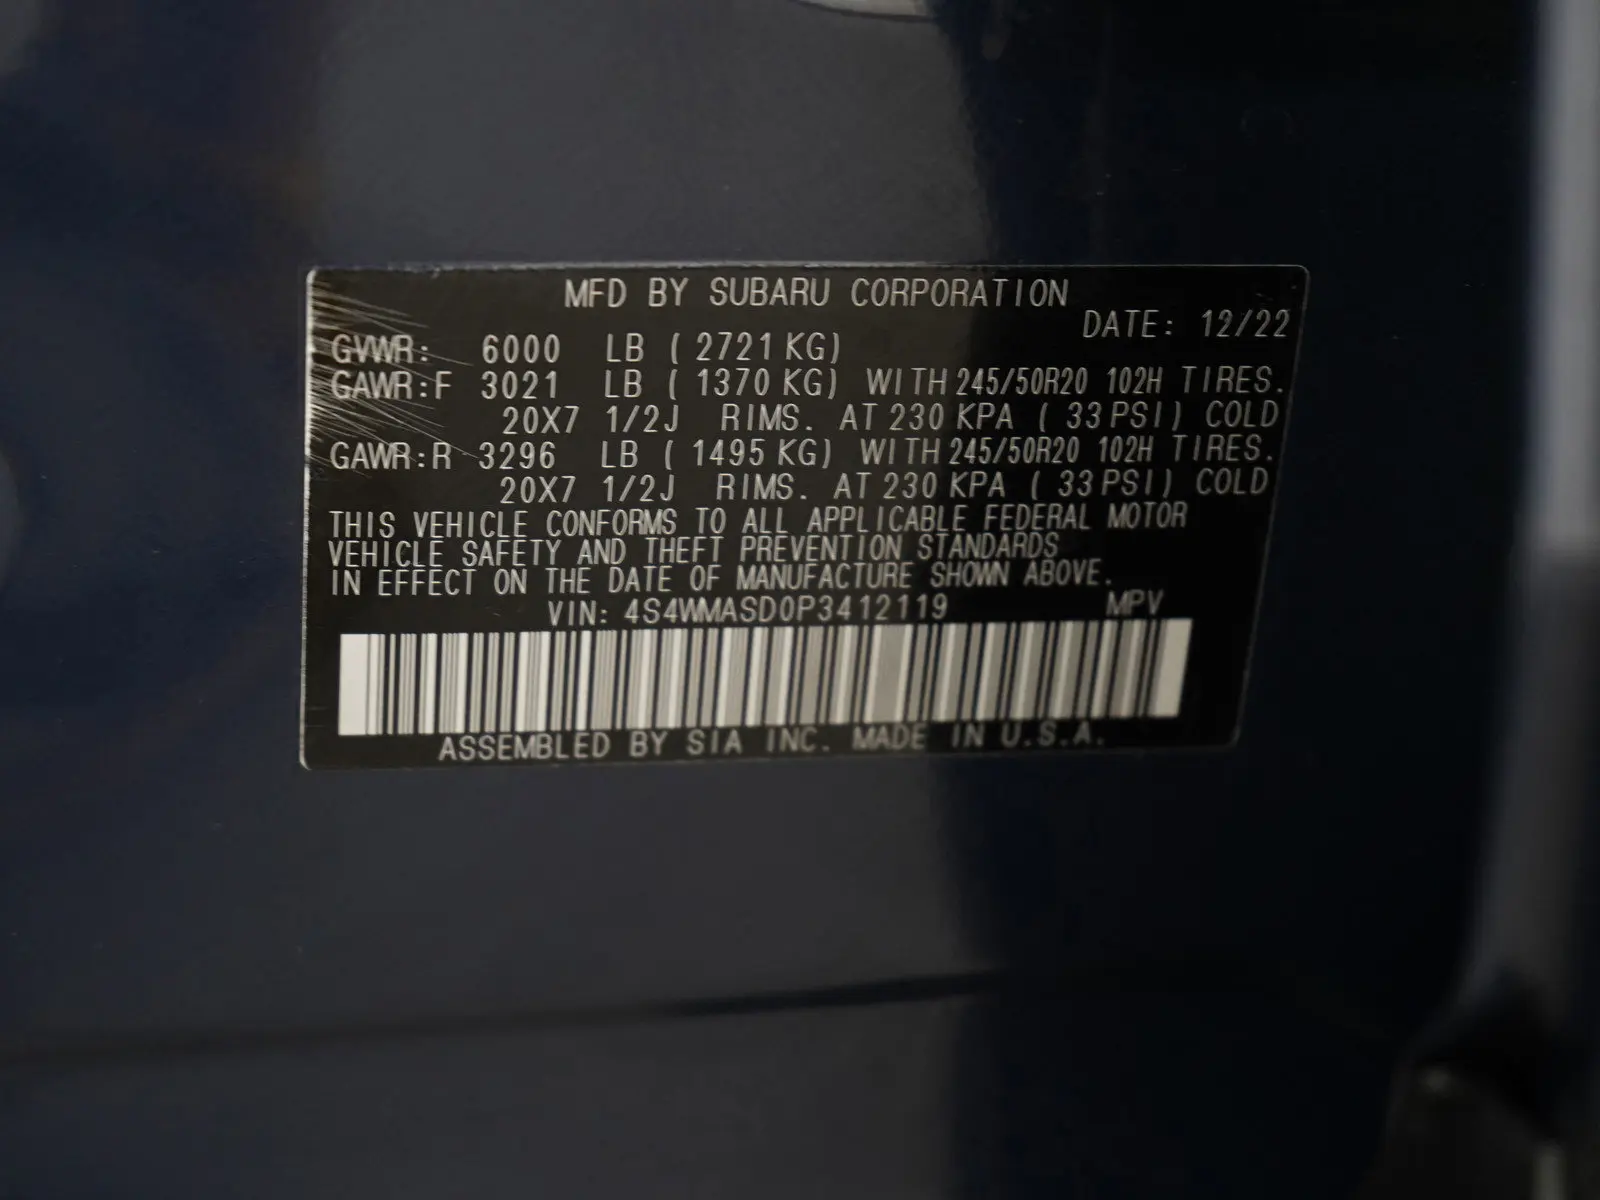 MFD BY SUBARU CORPORATION
DATE: 12/22
GVWR: 6000 LB ( 2721 KG)
GAWR:F 3021 LB ( 1370 KG) WITH 245/50R20 102H TIRES.
20X7 1/2J RIMS. AT 230 KPA ( 33 PSI) COLD
GAWR:R 3296 LB ( 1495 KG) WITH 245/50R20 102H TIRES.
20X7 1/2J RIMS. AT 230 KPA ( 33 PSI) COLD
THIS VEHICLE CONFORMS TO ALL APPLICABLE FEDERAL MOTOR
VEHICLE SAFETY AND THEFT PREVENTION STANDARDS
IN EFFECT ON THE DATE OF MANUFACTURE SHOWN ABOVE.
VIN: 4S4WMASD0P3412119 MPV
ASSEMBLED BY SIA INC. MADE IN U.S.A.